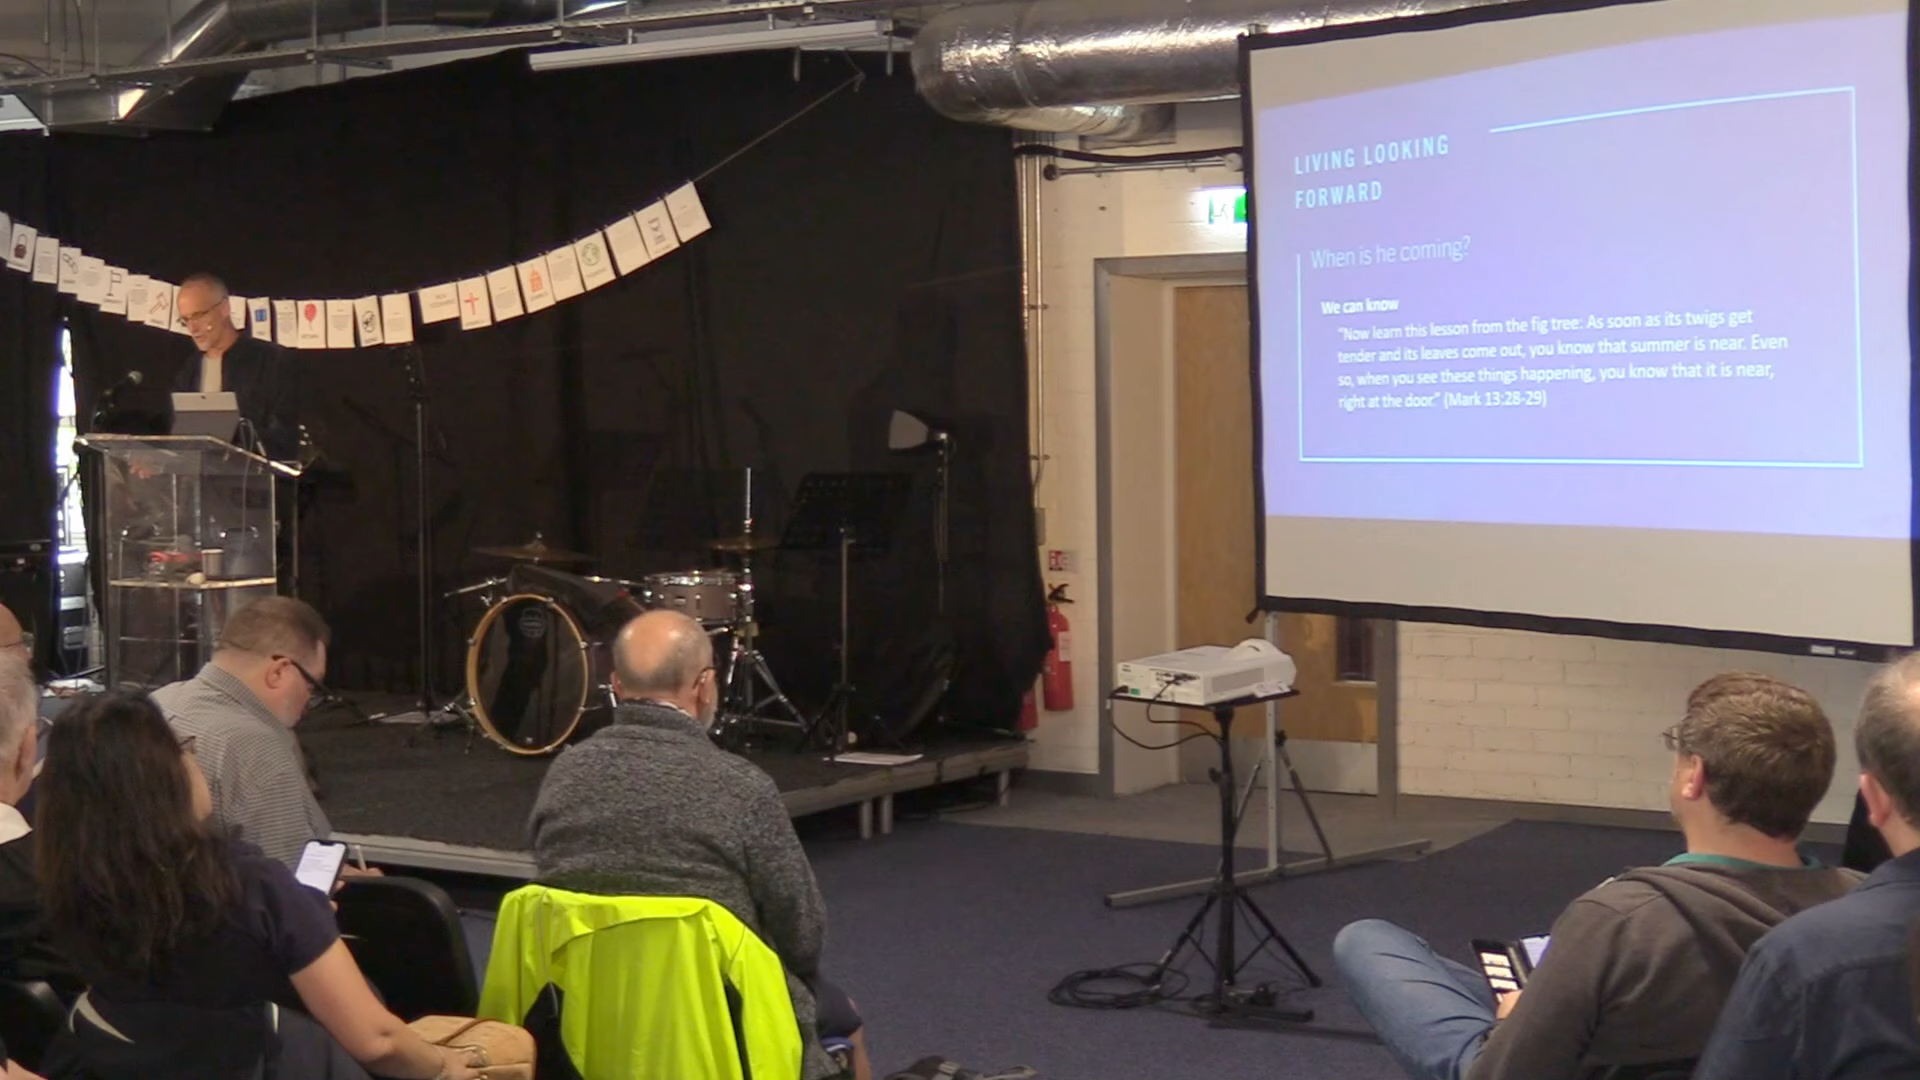 LIVING LOOKING
FORWARD
When is he coming?
We can know
"Now learn this lesson from the fig tree: As soon as its twigs get
tender and its leaves come out, you know that summer is near. Even
so, when you see these things happening, you know that it is near,
right at the door." (Mark 13:28-29)